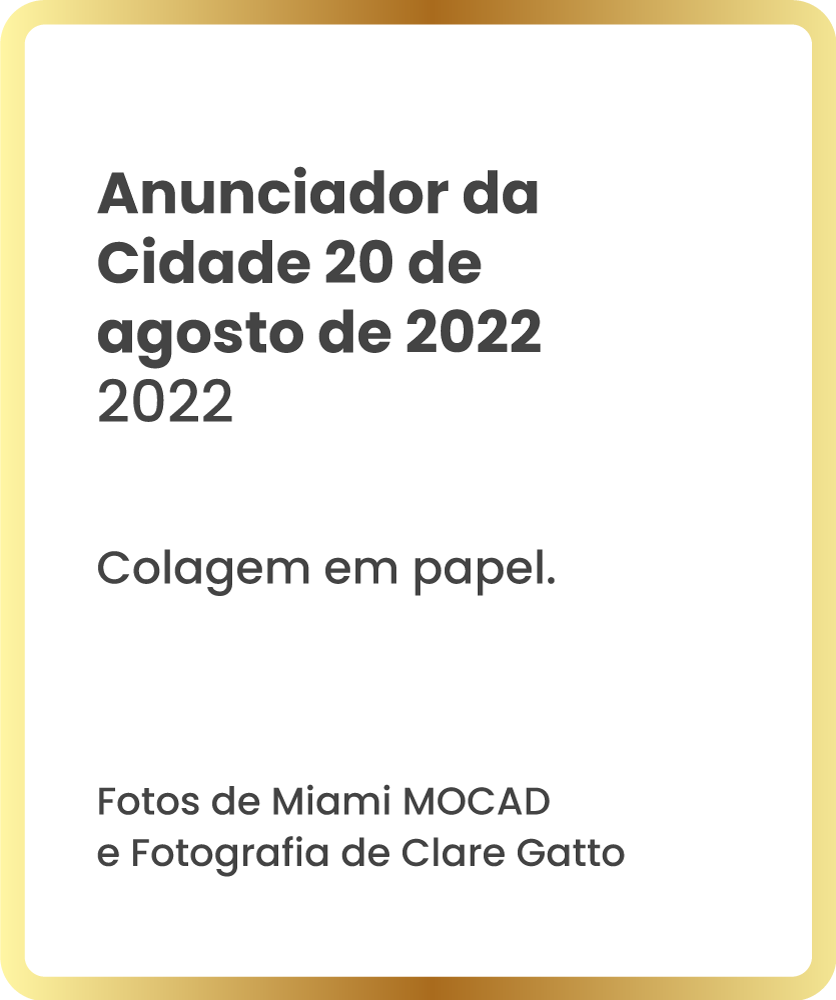 Anunciador da
Cidade 20 de
agosto de 2022
2022
Colagem em papel.
Fotos de Miami MOCAD
e Fotografia de Clare Gatto